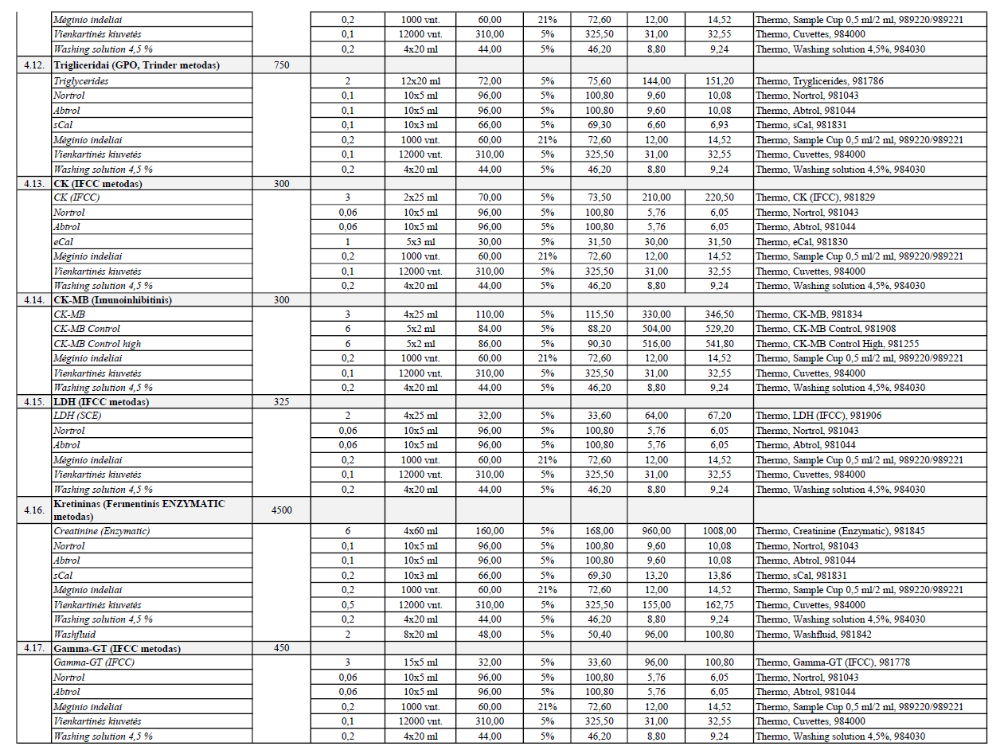 Mėginio indeliai 0,2 1000 vnt. 60,00 21% 72,60 12,00 14,52 Thermo, Sample Cup 0,5 ml/2 ml, 989220/989221
Vienkartinės kiuvetės 0,1 12000 vnt. 310,00 5% 325,50 31,00 32,55 Thermo, Cuvettes, 984000
Washing solution 4,5 % 0,2 4x20 ml 44,00 5% 46,20 8,80 9,24 Thermo, Washing solution 4,5%, 984030
4.12. Trigliceridai (GPO, Trinder metodas) 750
Triglycerides 2 12x20 ml 72,00 5% 75,60 144,00 151,20 Thermo, Tryglicerides, 981786
Nortrol 0,1 10x5 ml 96,00 5% 100,80 9,60 10,08 Thermo, Nortrol, 981043
Abtrol 0,1 10x5 ml 96,00 5% 100,80 9,60 10,08 Thermo, Abtrol, 981044
sCal 0,1 10x3 ml 66,00 5% 69,30 6,60 6,93 Thermo, sCal, 981831
Mėginio indeliai 0,2 1000 vnt. 60,00 21% 72,60 12,00 14,52 Thermo, Sample Cup 0,5 ml/2 ml, 989220/989221
Vienkartinės kiuvetės 0,1 12000 vnt. 310,00 5% 325,50 31,00 32,55 Thermo, Cuvettes, 984000
Washing solution 4,5 % 0,2 4x20 ml 44,00 5% 46,20 8,80 9,24 Thermo, Washing solution 4,5%, 984030
4.13. CK (IFCC metodas) 300
CK (IFCC) 3 2x25 ml 70,00 5% 73,50 210,00 220,50 Thermo, CK (IFCC), 981829
Nortrol 0,06 10x5 ml 96,00 5% 100,80 5,76 6,05 Thermo, Nortrol, 981043
Abtrol 0,06 10x5 ml 96,00 5% 100,80 5,76 6,05 Thermo, Abtrol, 981044
eCal 1 5x3 ml 30,00 5% 31,50 30,00 31,50 Thermo, eCal, 981830
Mėginio indeliai 0,2 1000 vnt. 60,00 21% 72,60 12,00 14,52 Thermo, Sample Cup 0,5 ml/2 ml, 989220/989221
Vienkartinės kiuvetės 0,1 12000 vnt. 310,00 5% 325,50 31,00 32,55 Thermo, Cuvettes, 984000
Washing solution 4,5 % 0,2 4x20 ml 44,00 5% 46,20 8,80 9,24 Thermo, Washing solution 4,5%, 984030
4.14. CK-MB (Imunoinhibitinis) 300
CK-MB 3 4x25 ml 110,00 5% 115,50 330,00 346,50 Thermo, CK-MB, 981834
CK-MB Control 6 5x2 ml 84,00 5% 88,20 504,00 529,20 Thermo, CK-MB Control, 981908
CK-MB Control high 6 5x2 ml 86,00 5% 90,30 516,00 541,80 Thermo, CK-MB Control High, 981255
Mėginio indeliai 0,2 1000 vnt. 60,00 21% 72,60 12,00 14,52 Thermo, Sample Cup 0,5 ml/2 ml, 989220/989221
Vienkartinės kiuvetės 0,1 12000 vnt. 310,00 5% 325,50 31,00 32,55 Thermo, Cuvettes, 984000
Washing solution 4,5 % 0,2 4x20 ml 44,00 5% 46,20 8,80 9,24 Thermo, Washing solution 4,5%, 984030
4.15. LDH (IFCC metodas) 325
LDH (SCE) 2 4x25 ml 32,00 5% 33,60 64,00 67,20 Thermo, LDH (IFCC), 981906
Nortrol 0,06 10x5 ml 96,00 5% 100,80 5,76 6,05 Thermo, Nortrol, 981043
Abtrol 0,06 10x5 ml 96,00 5% 100,80 5,76 6,05 Thermo, Abtrol, 981044
Mėginio indeliai 0,2 1000 vnt. 60,00 21% 72,60 12,00 14,52 Thermo, Sample Cup 0,5 ml/2 ml, 989220/989221
Vienkartinės kiuvetės 0,1 12000 vnt. 310,00 5% 325,50 31,00 32,55 Thermo, Cuvettes, 984000
Washing solution 4,5 % 0,2 4x20 ml 44,00 5% 46,20 8,80 9,24 Thermo, Washing solution 4,5%, 984030
4.16. Kretininas (Fermentinis ENZYMATIC
metodas) 4500
Creatinine (Enzymatic) 6 4x60 ml 160,00 5% 168,00 960,00 1008,00 Thermo, Creatinine (Enzymatic), 981845
Nortrol 0,1 10x5 ml 96,00 5% 100,80 9,60 10,08 Thermo, Nortrol, 981043
Abtrol 0,1 10x5 ml 96,00 5% 100,80 9,60 10,08 Thermo, Abtrol, 981044
sCal 0,2 10x3 ml 66,00 5% 69,30 13,20 13,86 Thermo, sCal, 981831
Mėginio indeliai 0,2 1000 vnt. 60,00 21% 72,60 12,00 14,52 Thermo, Sample Cup 0,5 ml/2 ml, 989220/989221
Vienkartinės kiuvetės 0,5 12000 vnt. 310,00 5% 325,50 155,00 162,75 Thermo, Cuvettes, 984000
Washing solution 4,5 % 0,2 4x20 ml 44,00 5% 46,20 8,80 9,24 Thermo, Washing solution 4,5%, 984030
Washfluid 2 8x20 ml 48,00 5% 50,40 96,00 100,80 Thermo, Washfluid, 981842
4.17. Gamma-GT (IFCC metodas) 450
Gamma-GT (IFCC) 3 15x5 ml 32,00 5% 33,60 96,00 100,80 Thermo, Gamma-GT (IFCC), 981778
Nortrol 0,06 10x5 ml 96,00 5% 100,80 5,76 6,05 Thermo, Nortrol, 981043
Abtrol 0,06 10x5 ml 96,00 5% 100,80 5,76 6,05 Thermo, Abtrol, 981044
Mėginio indeliai 0,2 1000 vnt. 60,00 21% 72,60 12,00 14,52 Thermo, Sample Cup 0,5 ml/2 ml, 989220/989221
Vienkartinės kiuvetės 0,1 12000 vnt. 310,00 5% 325,50 31,00 32,55 Thermo, Cuvettes, 984000
Washing solution 4,5 % 0,2 4x20 ml 44,00 5% 46,20 8,80 9,24 Thermo, Washing solution 4,5%, 984030